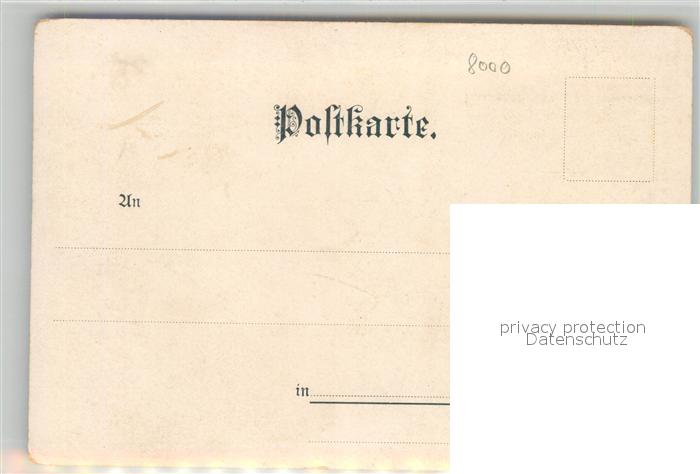 8000
Postkarte.
An
privacy protection
Datenschutz
in